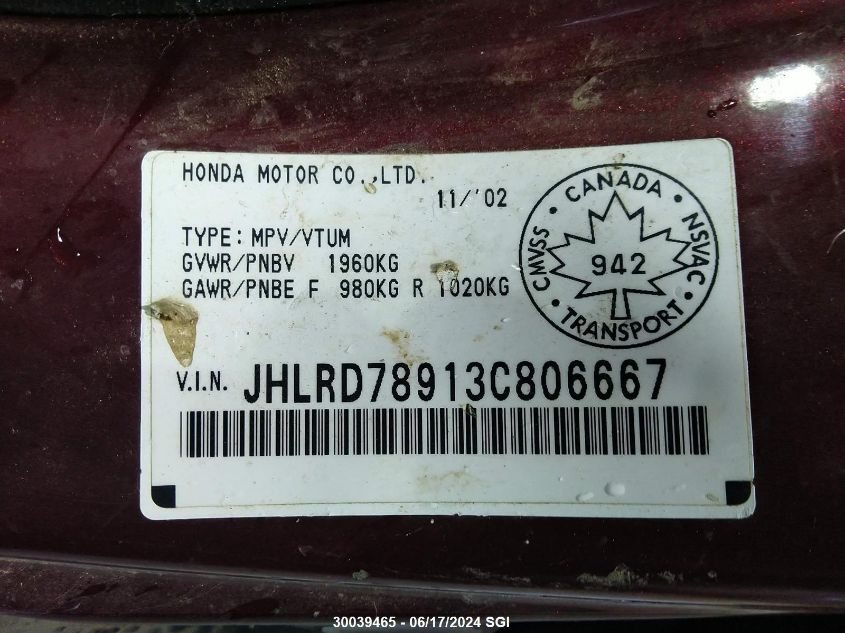 HONDA MOTOR CO.,LTD.
11/'02
TYPE: MPV/VTUM
GVWR/PNBV 1960KG
GAWR/PNBE F 980KG R 1020KG
CANADA
CMVSS · NSVAC
942
TRANSPORT
V.I.N. JHLRD78913C806667
30039465 - 06/17/2024 SGI